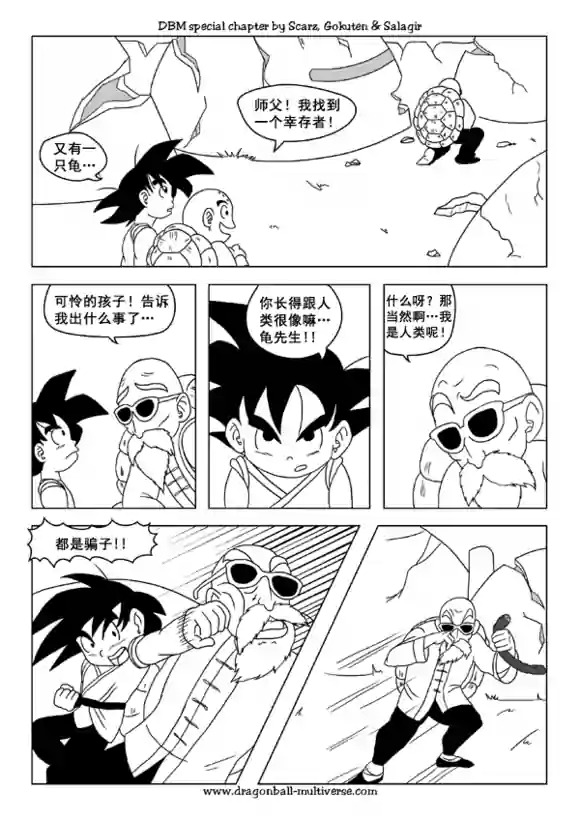 DBM special chapter by Scarz, Gokuten & Salagir
师父！我找到
一个幸存者！
又有一
只龟…
可怜的孩子！告诉
我出什么事了…
你长得跟人
类很像嘛…
龟先生!!
什么呀？那
当然啊…我
是人类呢！
都是骗子!!
www.dragonball-multiverse.com